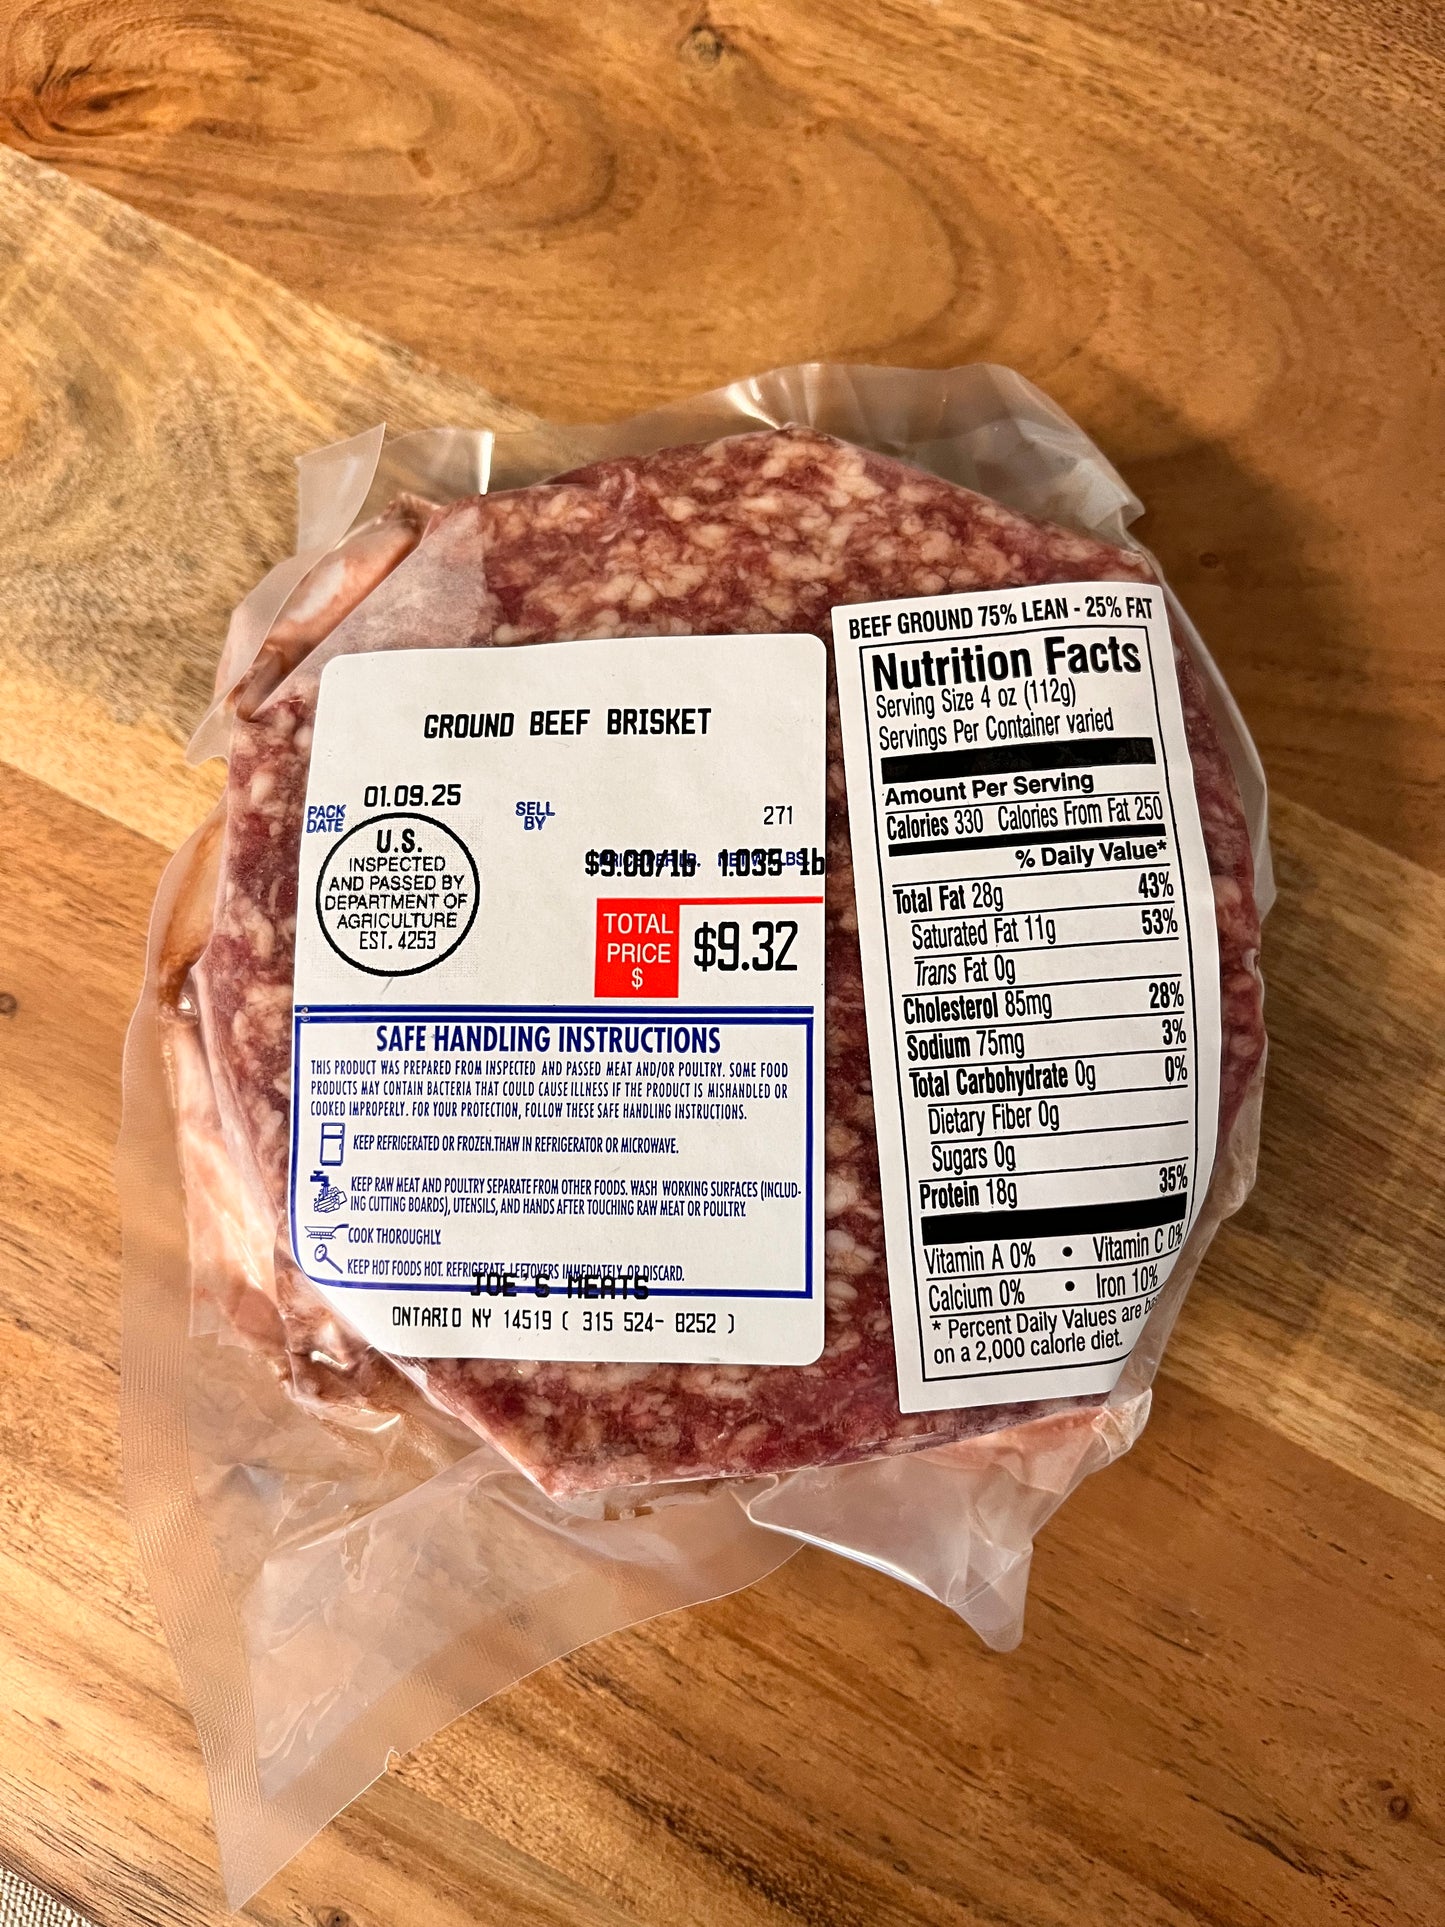 GROUND BEEF BRISKET
01.09.25
PACK
DATE
SELL
BY
271
U.S.
INSPECTED
AND PASSED BY
DEPARTMENT OF
AGRICULTURE
EST. 4253
$9.00/lb 1.035 lb
TOTAL
PRICE
$
$9.32
SAFE HANDLING INSTRUCTIONS
THIS PRODUCT WAS PREPARED FROM INSPECTED AND PASSED MEAT AND/OR POULTRY. SOME FOOD
PRODUCTS MAY CONTAIN BACTERIA THAT COULD CAUSE ILLNESS IF THE PRODUCT IS MISHANDLED OR
COOKED IMPROPERLY. FOR YOUR PROTECTION, FOLLOW THESE SAFE HANDLING INSTRUCTIONS.
KEEP REFRIGERATED OR FROZEN.THAW IN REFRIGERATOR OR MICROWAVE.
KEEP RAW MEAT AND POULTRY SEPARATE FROM OTHER FOODS. WASH WORKING SURFACES (INCLUD-
ING CUTTING BOARDS), UTENSILS, AND HANDS AFTER TOUCHING RAW MEAT OR POULTRY.
COOK THOROUGHLY.
KEEP HOT FOODS HOT. REFRIGERATE LEFTOVERS IMMEDIATELY OR DISCARD.
JOE'S MEATS
ONTARIO NY 14519 ( 315 524- 8252 )
BEEF GROUND 75% LEAN - 25% FAT
Nutrition Facts
Serving Size 4 oz (112g)
Servings Per Container varied
Amount Per Serving
Calories 330 Calories From Fat 250
% Daily Value*
Total Fat 28g 43%
Saturated Fat 11g 53%
Trans Fat 0g
Cholesterol 85mg 28%
Sodium 75mg 3%
Total Carbohydrate 0g 0%
Dietary Fiber 0g
Sugars 0g
Protein 18g 35%
Vitamin A 0% • Vitamin C 0%
Calcium 0% • Iron 10%
* Percent Daily Values are
on a 2,000 calorie diet.